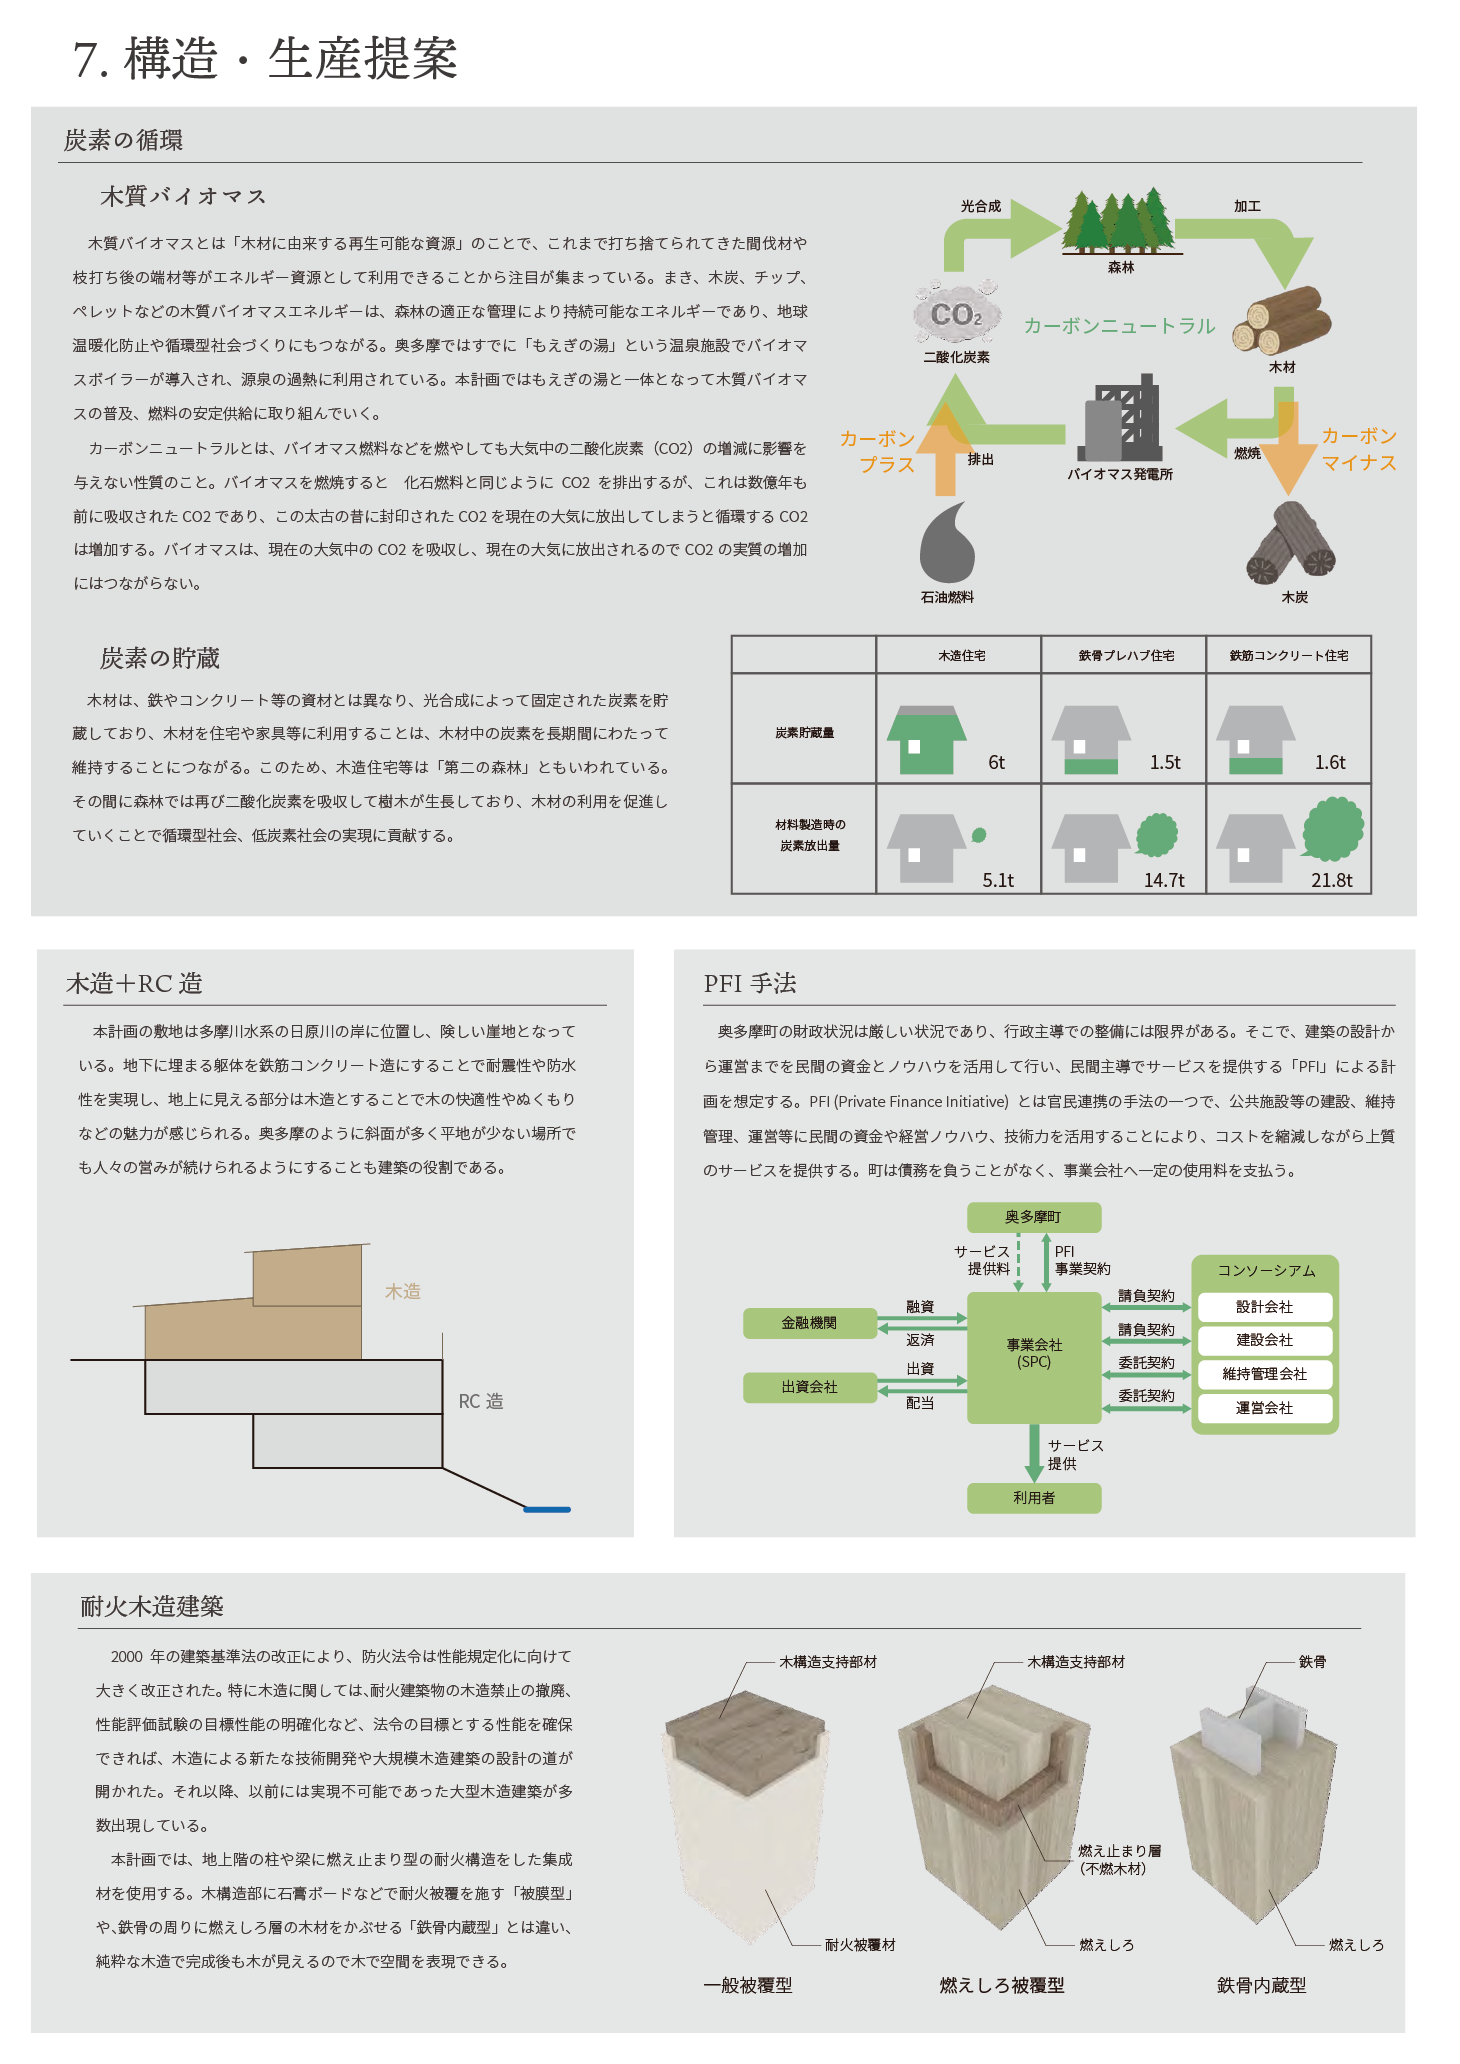 7. 構造・生産提案
炭素の循環
木質バイオマス
木質バイオマスとは「木材に由来する再生可能な資源」のことで、これまで打ち捨てられてきた間伐材や
枝打ち後の端材等がエネルギー資源として利用できることから注目が集まっている。まき、木炭、チップ、
ペレットなどの木質バイオマスエネルギーは、森林の適正な管理により持続可能なエネルギーであり、地球
温暖化防止や循環型社会づくりにもつながる。奥多摩ではすでに「もえぎの湯」という温泉施設でバイオマ
スボイラーが導入され、源泉の過熱に利用されている。本計画ではもえぎの湯と一体となって木質バイオマ
スの普及、燃料の安定供給に取り組んでいく。
カーボンニュートラルとは、バイオマス燃料などを燃やしても大気中の二酸化炭素（CO2）の増減に影響を
与えない性質のこと。バイオマスを燃焼すると　化石燃料と同じように CO2 を排出するが、これは数億年も
前に吸収された CO2 であり、この太古の昔に封印された CO2 を現在の大気に放出してしまうと循環する CO2
は増加する。バイオマスは、現在の大気中の CO2 を吸収し、現在の大気に放出されるので CO2 の実質の増加
にはつながらない。
光合成
加工
森林
CO₂
カーボンニュートラル
二酸化炭素
木材
カーボン
プラス
排出
バイオマス発電所
燃焼
カーボン
マイナス
石油燃料
木炭
炭素の貯蔵
木材は、鉄やコンクリート等の資材とは異なり、光合成によって固定された炭素を貯
蔵しており、木材を住宅や家具等に利用することは、木材中の炭素を長期間にわたって
維持することにつながる。このため、木造住宅等は「第二の森林」ともいわれている。
その間に森林では再び二酸化炭素を吸収して樹木が生長しており、木材の利用を促進し
ていくことで循環型社会、低炭素社会の実現に貢献する。
木造住宅
鉄骨プレハブ住宅
鉄筋コンクリート住宅
炭素貯蔵量
6t
1.5t
1.6t
材料製造時の
炭素放出量
5.1t
14.7t
21.8t
木造＋RC 造
本計画の敷地は多摩川水系の日原川の岸に位置し、険しい崖地となって
いる。地下に埋まる躯体を鉄筋コンクリート造にすることで耐震性や防水
性を実現し、地上に見える部分は木造とすることで木の快適性やぬくもり
などの魅力が感じられる。奥多摩のように斜面が多く平地が少ない場所で
も人々の営みが続けられるようにすることも建築の役割である。
木造
RC 造
PFI 手法
奥多摩町の財政状況は厳しい状況であり、行政主導での整備には限界がある。そこで、建築の設計か
ら運営までを民間の資金とノウハウを活用して行い、民間主導でサービスを提供する「PFI」による計
画を想定する。PFI (Private Finance Initiative) とは官民連携の手法の一つで、公共施設等の建設、維持
管理、運営等に民間の資金や経営ノウハウ、技術力を活用することにより、コストを縮減しながら上質
のサービスを提供する。町は債務を負うことがなく、事業会社へ一定の使用料を支払う。
奥多摩町
サービス
提供料
PFI
事業契約
金融機関
融資
返済
出資会社
出資
配当
事業会社
(SPC)
請負契約
請負契約
委託契約
委託契約
コンソーシアム
設計会社
建設会社
維持管理会社
運営会社
サービス
提供
利用者
耐火木造建築
2000 年の建築基準法の改正により、防火法令は性能規定化に向けて
大きく改正された。特に木造に関しては、耐火建築物の木造禁止の撤廃、
性能評価試験の目標性能の明確化など、法令の目標とする性能を確保
できれば、木造による新たな技術開発や大規模木造建築の設計の道が
開かれた。それ以降、以前には実現不可能であった大型木造建築が多
数出現している。
本計画では、地上階の柱や梁に燃え止まり型の耐火構造をした集成
材を使用する。木構造部に石膏ボードなどで耐火被覆を施す「被膜型」
や、鉄骨の周りに燃えしろ層の木材をかぶせる「鉄骨内蔵型」とは違い、
純粋な木造で完成後も木が見えるので木で空間を表現できる。
木構造支持部材
耐火被覆材
一般被覆型
木構造支持部材
燃え止まり層
（不燃木材）
燃えしろ
燃えしろ被覆型
鉄骨
燃えしろ
鉄骨内蔵型